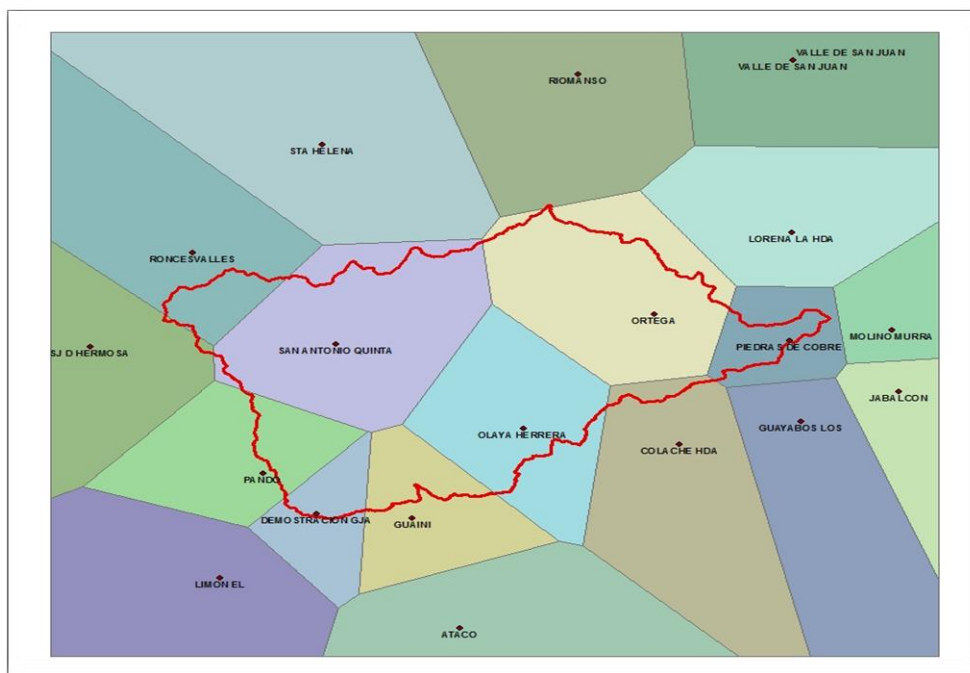 VALLE DE SAN JUAN
VALLE DE SAN JUAN
RIOMANSO
STA HELENA
LORENA LA HDA
RONCESVALLES
ORTEGA
MOLINO MURRA
PIEDRAS DE COBRE
SJ D HERMOSA
SAN ANTONIO QUINTA
JABALCON
GUAYABOS LOS
OLAYA HERRERA
COLACHE HDA
PANDO
DEMOSTRACION GJA
GUAINI
LIMON EL
ATACO